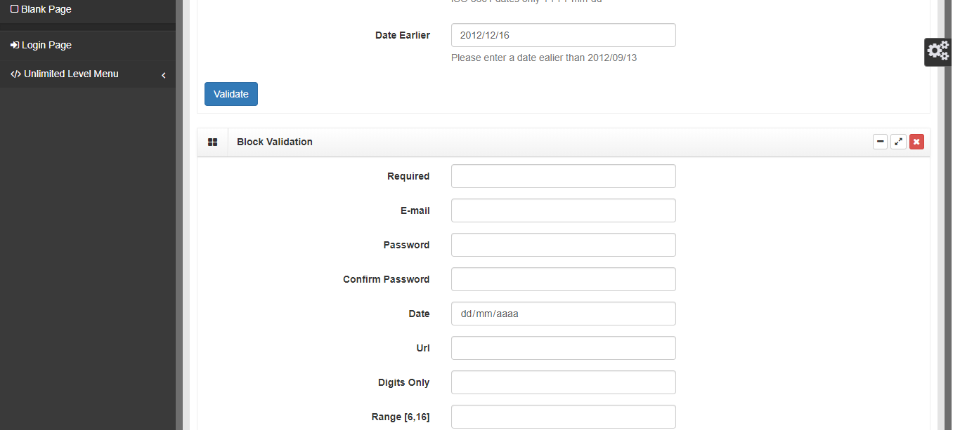 Blank Page
Login Page
Unlimited Level Menu
Date Earlier
2012/12/16
Please enter a date ealier than 2012/09/13
Validate
Block Validation
Required
E-mail
Password
Confirm Password
Date
dd/mm/aaaa
Url
Digits Only
Range [6,16]